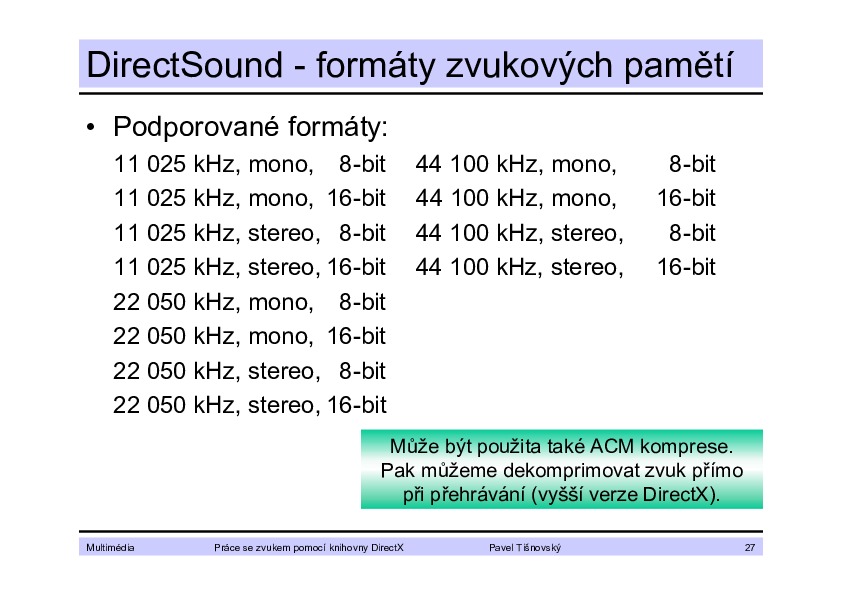 DirectSound - formáty zvukových pamětí
• Podporované formáty:
11 025 kHz, mono, 8-bit 44 100 kHz, mono, 8-bit
11 025 kHz, mono, 16-bit 44 100 kHz, mono, 16-bit
11 025 kHz, stereo, 8-bit 44 100 kHz, stereo, 8-bit
11 025 kHz, stereo, 16-bit 44 100 kHz, stereo, 16-bit
22 050 kHz, mono, 8-bit
22 050 kHz, mono, 16-bit
22 050 kHz, stereo, 8-bit
22 050 kHz, stereo, 16-bit
Může být použita také ACM komprese.
Pak můžeme dekomprimovat zvuk přímo
při přehrávání (vyšší verze DirectX).
Multimédia Práce se zvukem pomocí knihovny DirectX Pavel Tišnovský 27